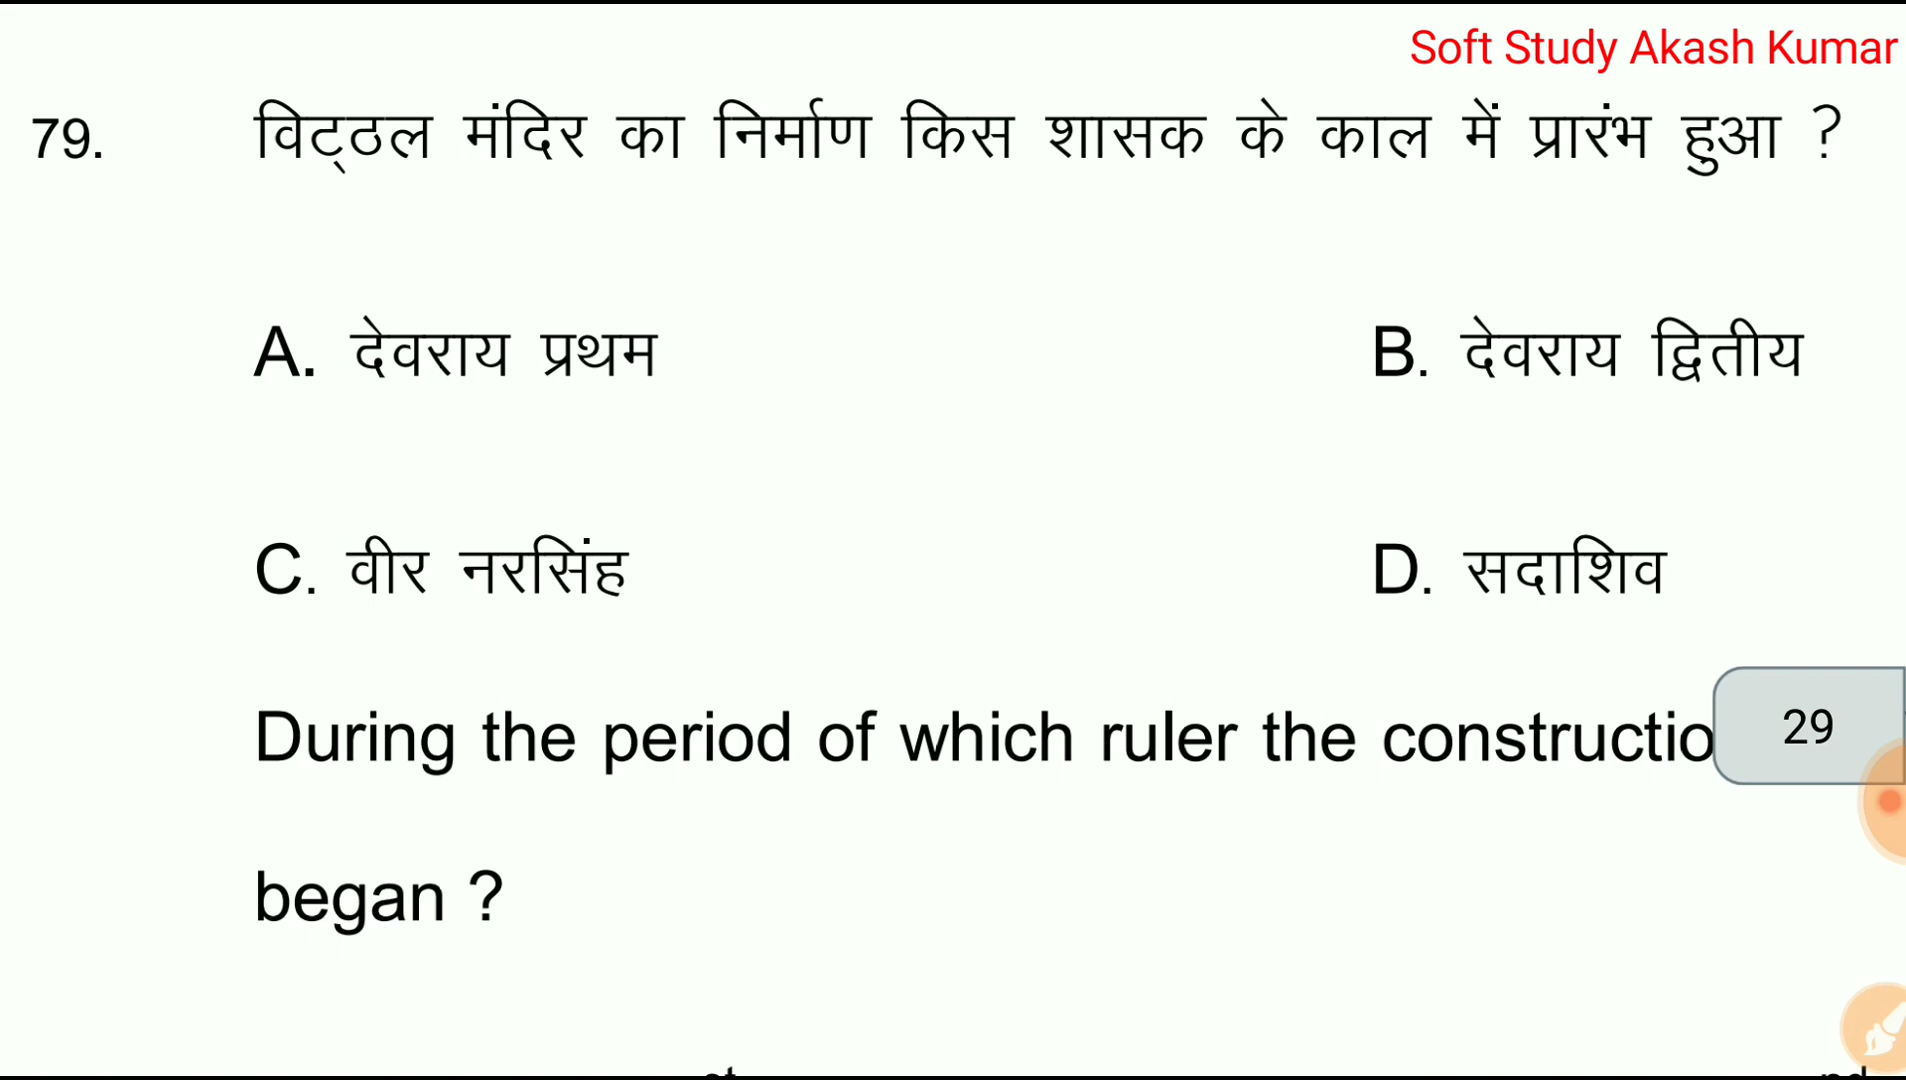 Soft Study Akash Kumar
79. विट्ठल मंदिर का निर्माण किस शासक के काल में प्रारंभ हुआ ?
A. देवराय प्रथम B. देवराय द्वितीय
C. वीर नरसिंह D. सदाशिव
During the period of which ruler the constructio
29
began ?